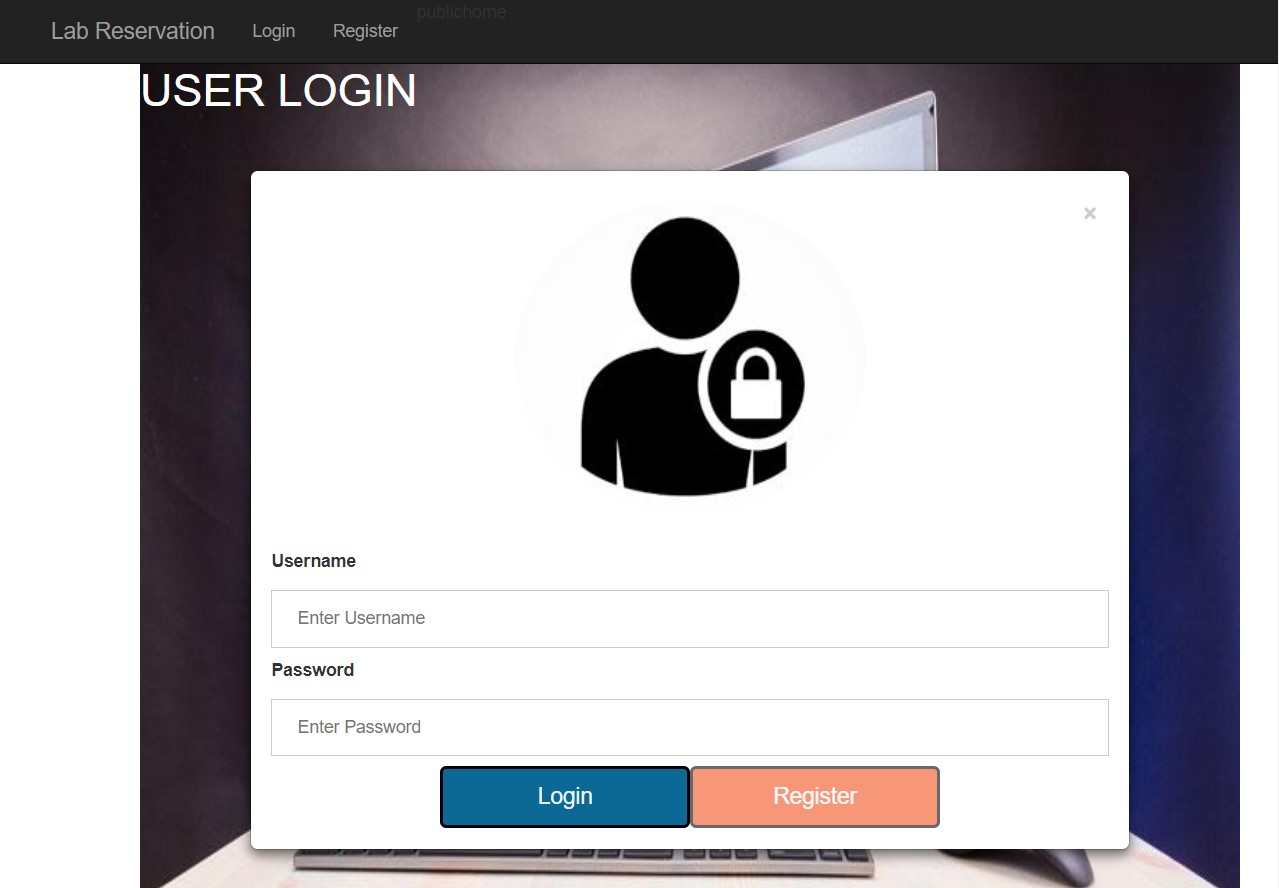 publichome
Lab Reservation Login Register
USER LOGIN
×
Username
Enter Username
Password
Enter Password
Login Register